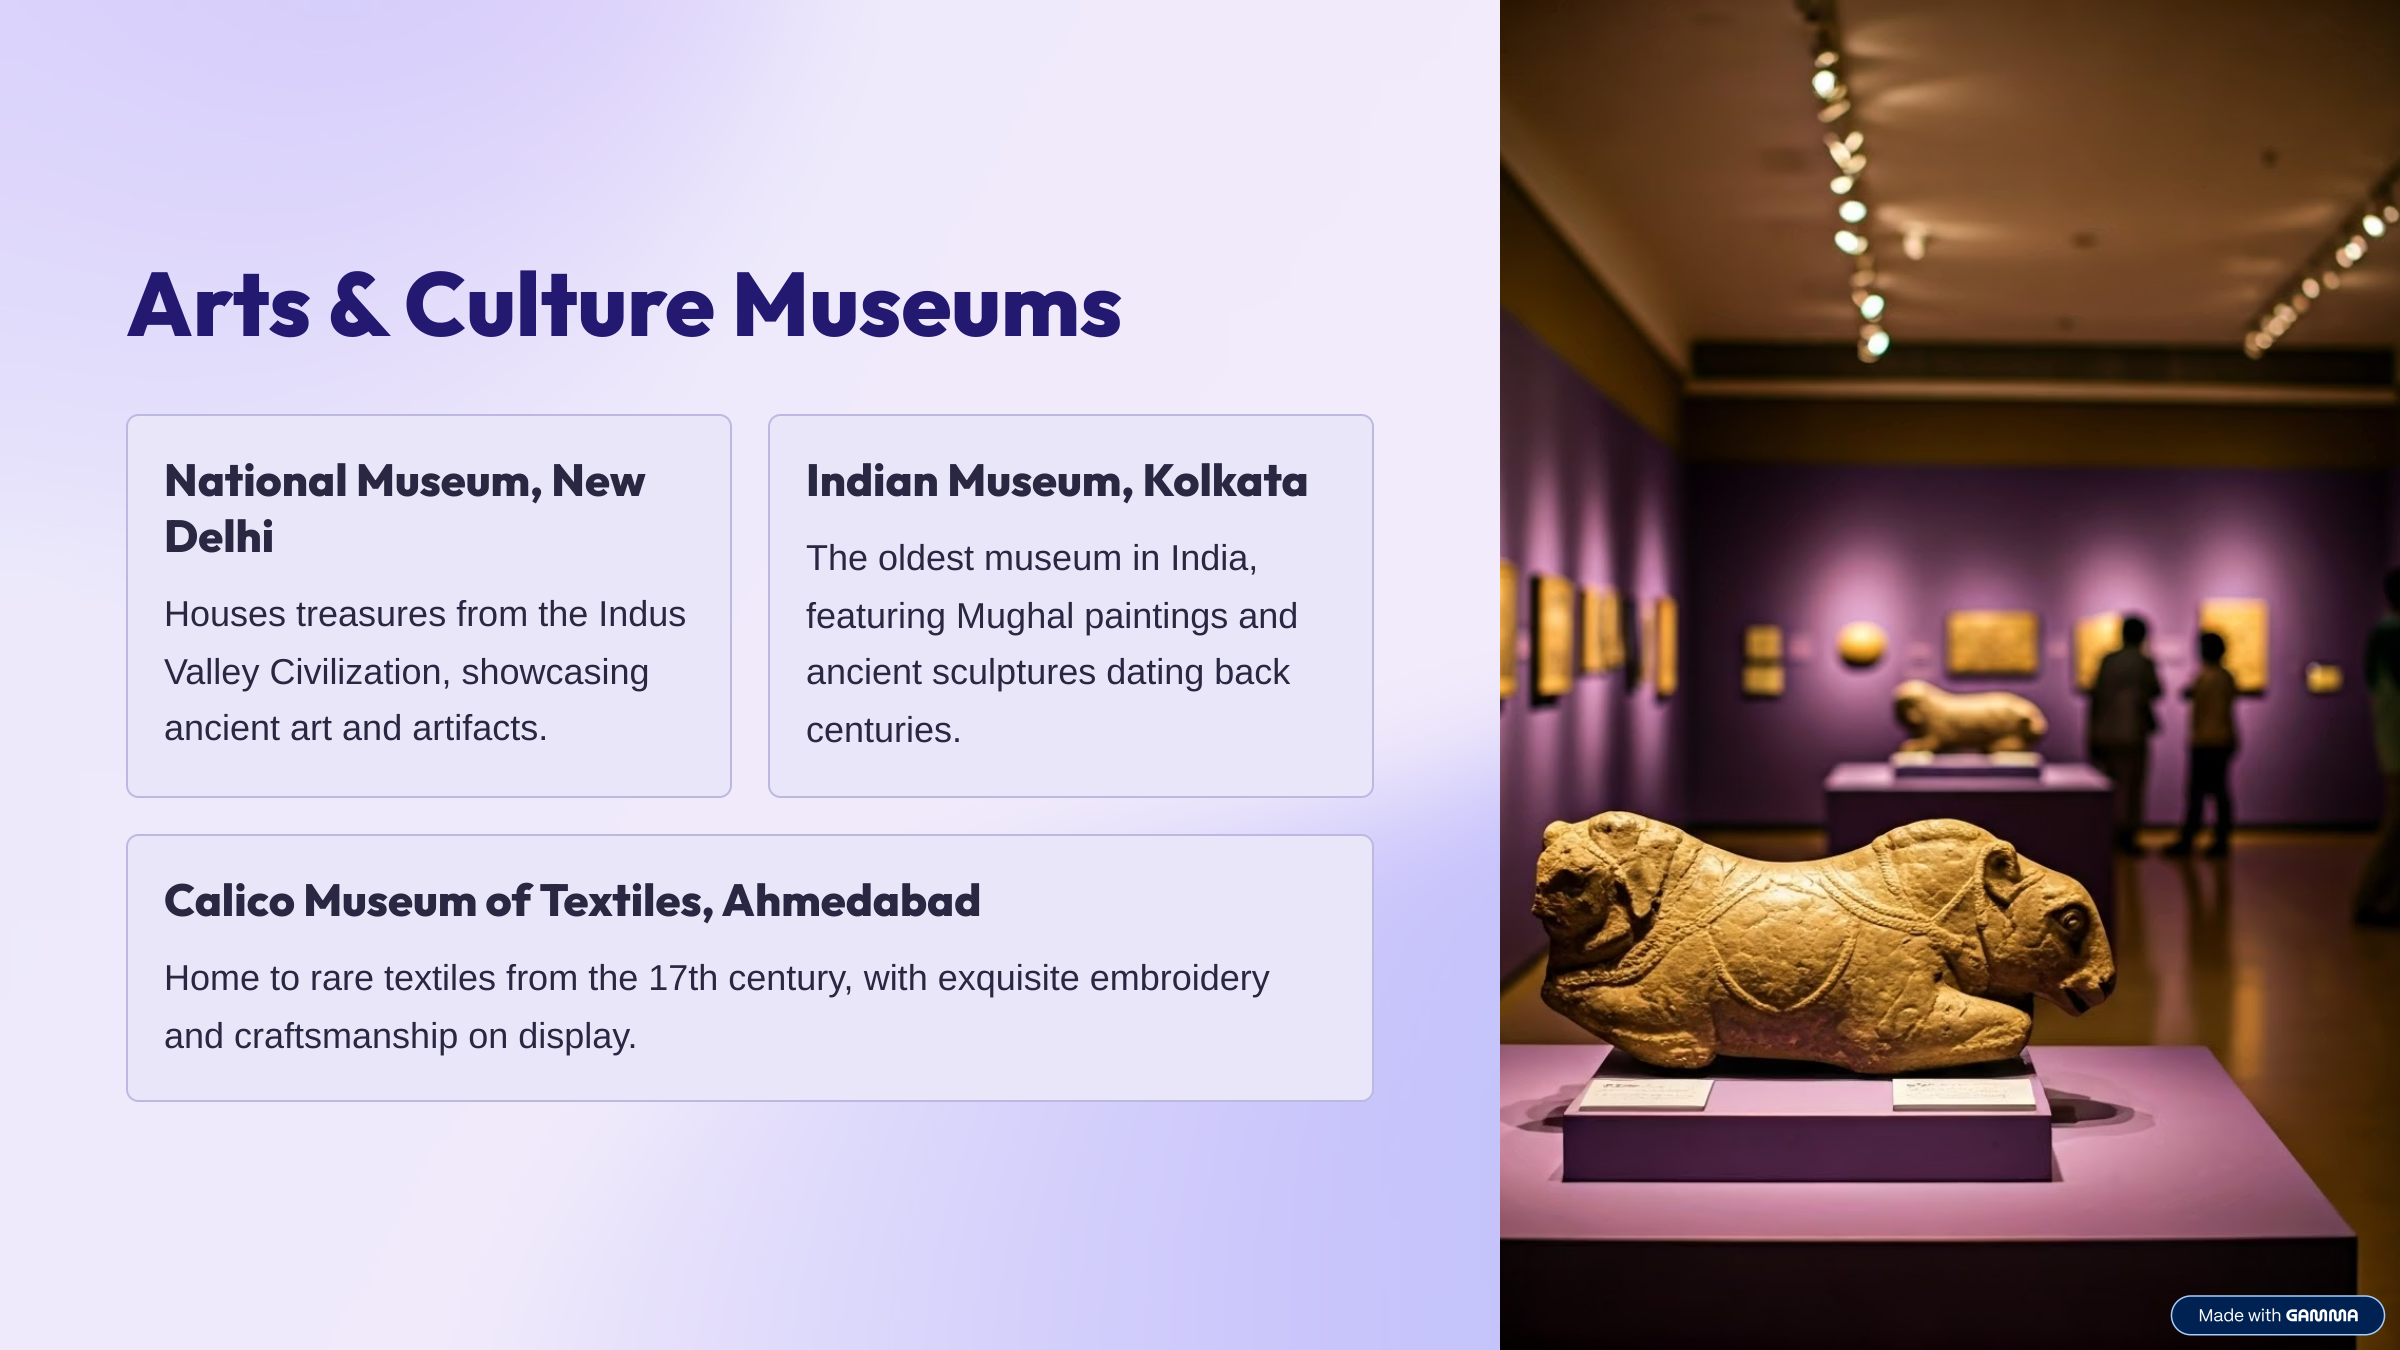 Arts & Culture Museums
National Museum, New
Delhi
Houses treasures from the Indus
Valley Civilization, showcasing
ancient art and artifacts.
Indian Museum, Kolkata
The oldest museum in India,
featuring Mughal paintings and
ancient sculptures dating back
centuries.
Calico Museum of Textiles, Ahmedabad
Home to rare textiles from the 17th century, with exquisite embroidery
and craftsmanship on display.
Made with GAMMA